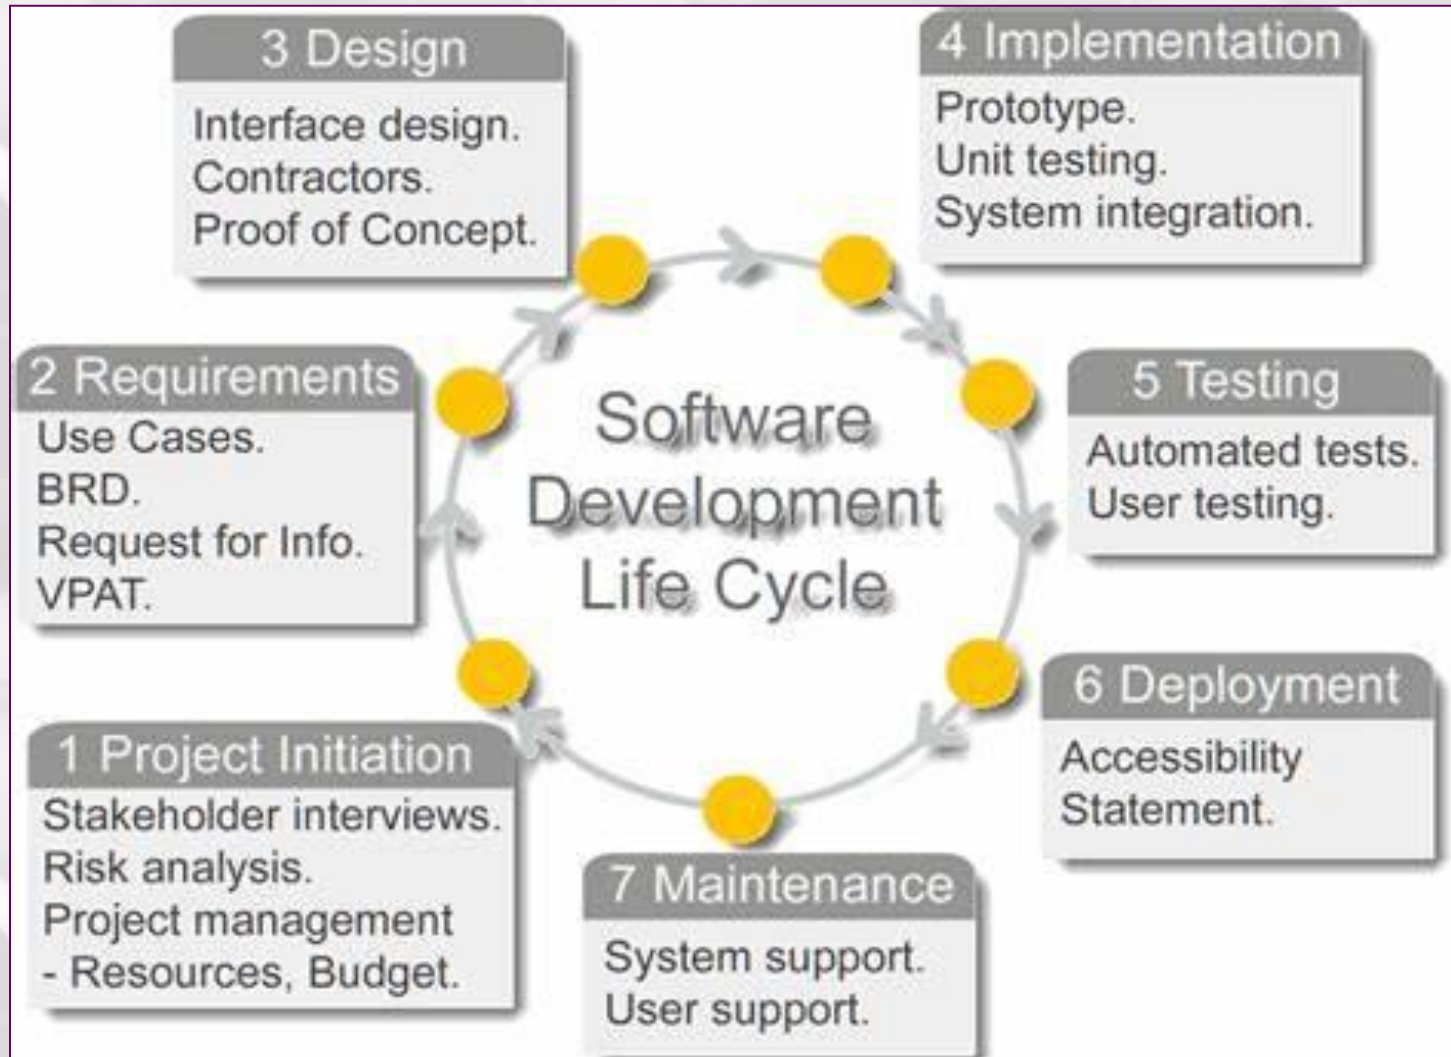 3 Design
Interface design.
Contractors.
Proof of Concept.
4 Implementation
Prototype.
Unit testing.
System integration.
2 Requirements
Use Cases.
BRD.
Request for Info.
VPAT.
Software
Development
Life Cycle
5 Testing
Automated tests.
User testing.
1 Project Initiation
Stakeholder interviews.
Risk analysis.
Project management
- Resources, Budget.
6 Deployment
Accessibility
Statement.
7 Maintenance
System support.
User support.